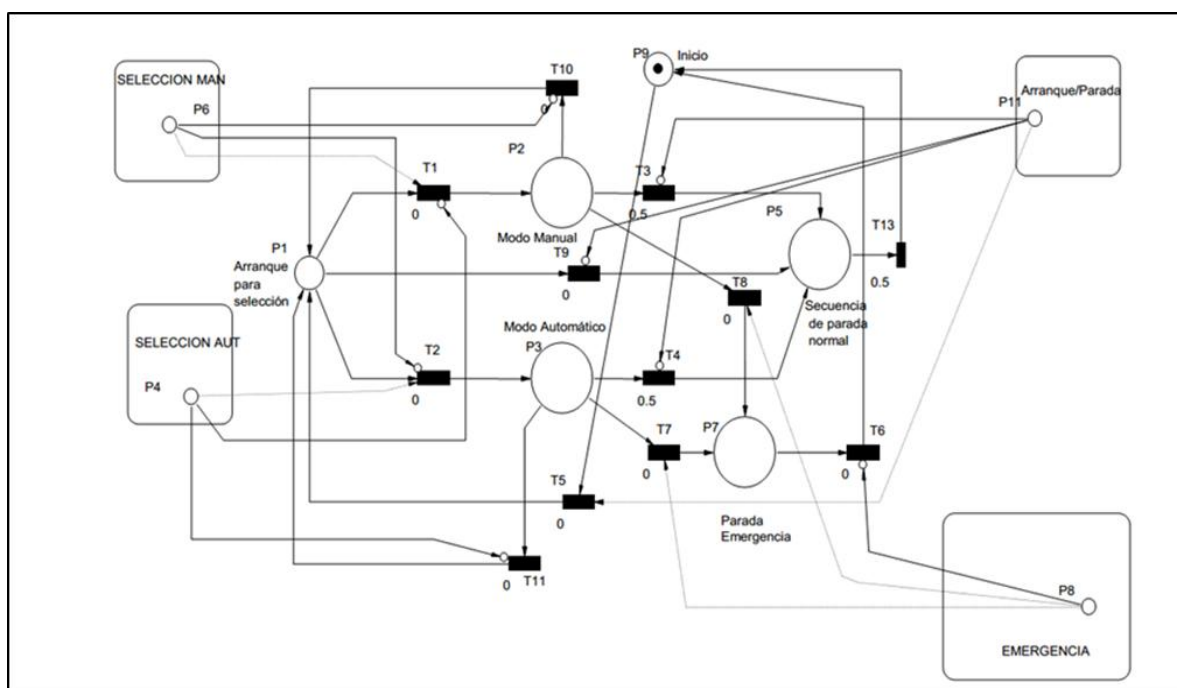 SELECCION MAN
P6
T10
0
P9
Inicio
Arranque/Parada
P11
P2
T1
0
T3
0.5
Modo Manual
P5
T13
0.5
P1
Arranque
para
selección
T9
0
T8
0
Secuencia
de parada
normal
SELECCION AUT
P4
T2
0
Modo Automático
P3
T4
0.5
T7
0
P7
T6
0
T5
0
Parada
Emergencia
T11
0
P8
EMERGENCIA